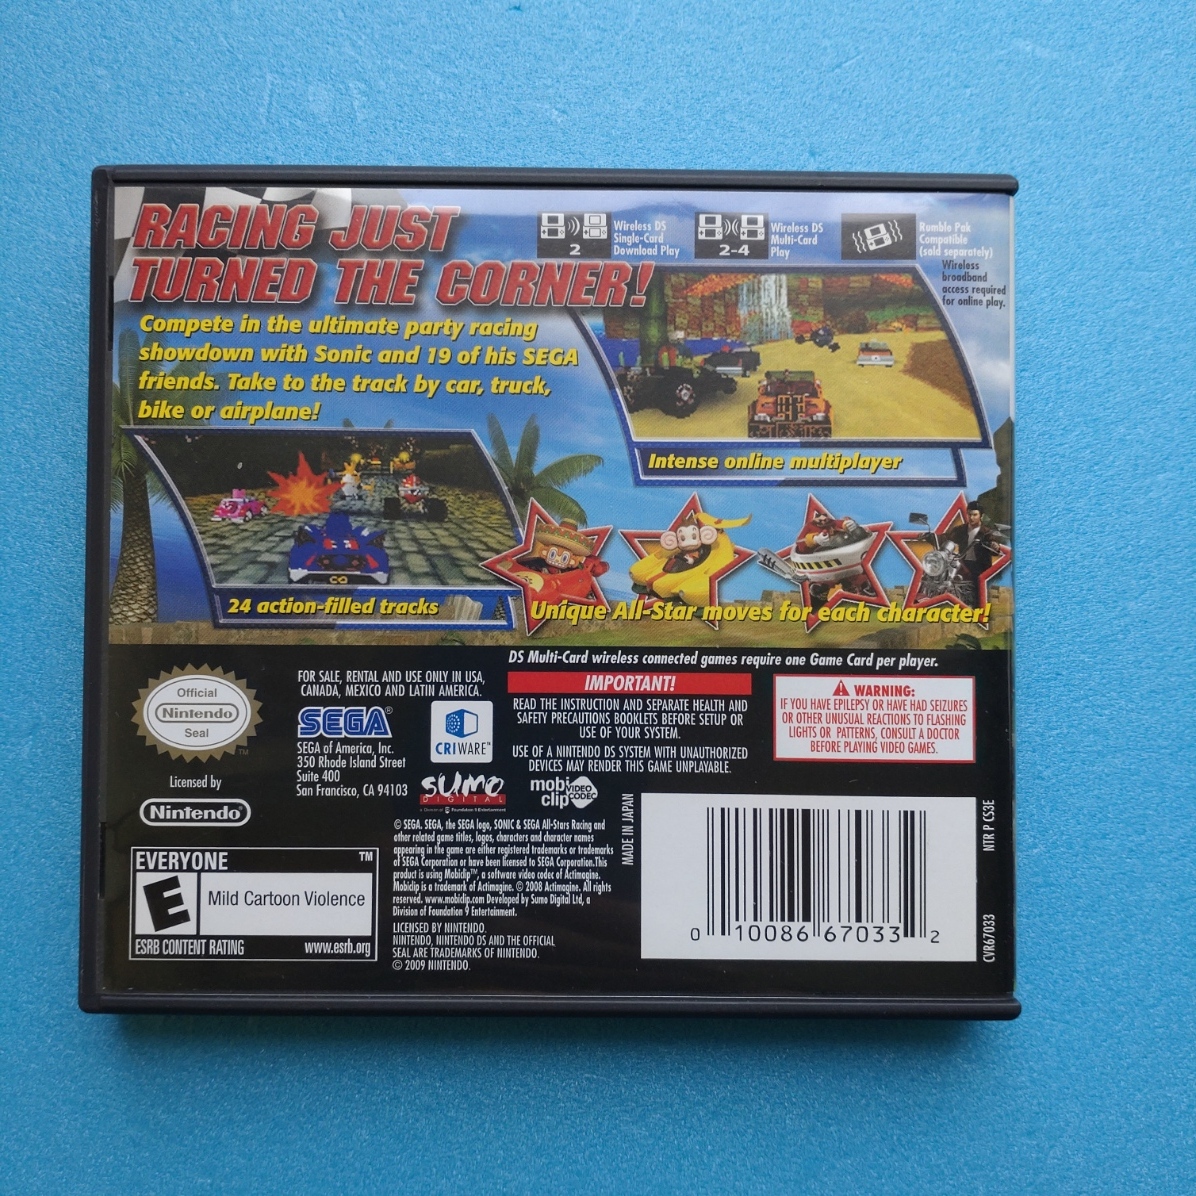 RACING JUST
TURNED THE CORNER!
2
Wireless DS
Single-Card
Download Play
2-4
Wireless DS
Multi-Card
Play
Rumble Pak
Compatible
(sold separately)
Wireless
broadband
access required
for online play.
Compete in the ultimate party racing
showdown with Sonic and 19 of his SEGA
friends. Take to the track by car, truck,
bike or airplane!
Intense online multiplayer
24 action-filled tracks
Unique All-Star moves for each character!
DS Multi-Card wireless connected games require one Game Card per player.
Official
Nintendo
Seal
TM
Licensed by
Nintendo®
FOR SALE, RENTAL AND USE ONLY IN USA,
CANADA, MEXICO AND LATIN AMERICA.
SEGA®
SEGA of America, Inc.
350 Rhode Island Street
Suite 400
San Francisco, CA 94103
CRIWARE™
sumo
DIGITAL
a Division of Foundation 9 Entertainment
IMPORTANT!
READ THE INSTRUCTION AND SEPARATE HEALTH AND
SAFETY PRECAUTIONS BOOKLETS BEFORE SETUP OR
USE OF YOUR SYSTEM.
USE OF A NINTENDO DS SYSTEM WITH UNAUTHORIZED
DEVICES MAY RENDER THIS GAME UNPLAYABLE.
mobi
clip
VIDEO
CODEC
WARNING:
IF YOU HAVE EPILEPSY OR HAVE HAD SEIZURES
OR OTHER UNUSUAL REACTIONS TO FLASHING
LIGHTS OR PATTERNS, CONSULT A DOCTOR
BEFORE PLAYING VIDEO GAMES.
© SEGA. SEGA, the SEGA logo, SONIC & SEGA All-Stars Racing and
other related game titles, logos, characters and character names
appearing in the game are either registered trademarks or trademarks
of SEGA Corporation or have been licensed to SEGA Corporation.This
product is using Mobiclip™, a software video codec of Actimagine.
Mobiclip is a trademark of Actimagine. © 2008 Actimagine. All rights
reserved. www.mobiclip.com Developed by Sumo Digital Ltd, a
Division of Foundation 9 Entertainment.
LICENSED BY NINTENDO.
NINTENDO, NINTENDO DS AND THE OFFICIAL
SEAL ARE TRADEMARKS OF NINTENDO.
© 2009 NINTENDO.
EVERYONE
TM
E
Mild Cartoon Violence
ESRB CONTENT RATING
www.esrb.org
MADE IN JAPAN
0 10086 67033 2
NTR P CS3E
CVR67033